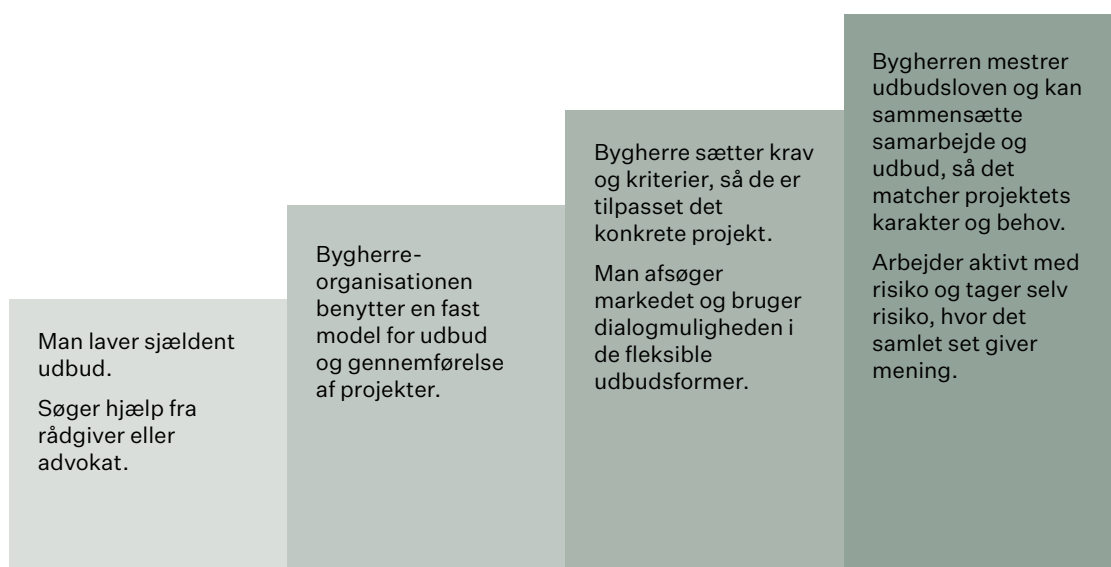 Man laver sjældent
udbud.
Søger hjælp fra
rådgiver eller
advokat.
Bygherre-
organisationen
benytter en fast
model for udbud
og gennemførelse
af projekter.
Bygherre sætter krav
og kriterier, så de er
tilpasset det
konkrete projekt.
Man afsøger
markedet og bruger
dialogmuligheden i
de fleksible
udbudsformer.
Bygherren mestrer
udbudsloven og kan
sammensætte
samarbejde og
udbud, så det
matcher projektets
karakter og behov.
Arbejder aktivt med
risiko og tager selv
risiko, hvor det
samlet set giver
mening.